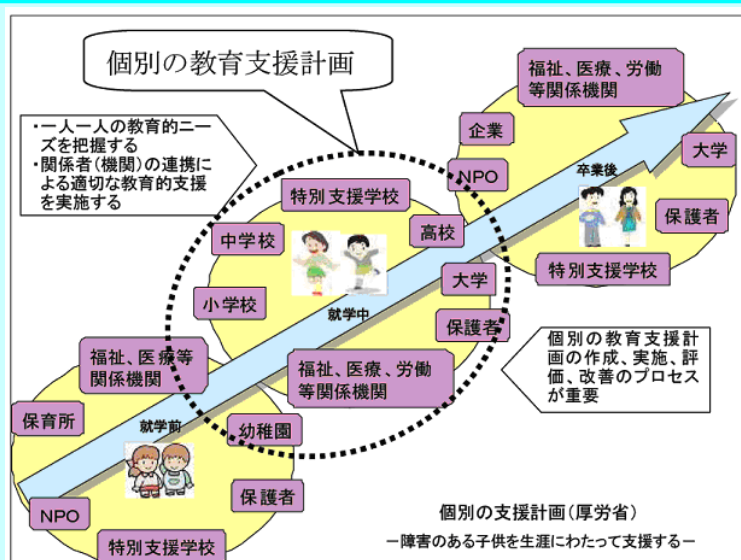 個別の教育支援計画
・一人一人の教育的ニー
ズを把握する
・関係者(機関)の連携に
よる適切な教育的支援
を実施する
福祉、医療、労働
等関係機関
企業
NPO
大学
卒業後
保護者
特別支援学校
特別支援学校
中学校
高校
小学校
大学
就学中
保護者
福祉、医療、労働
等関係機関
個別の教育支援計
画の作成、実施、評
価、改善のプロセス
が重要
福祉、医療等
関係機関
保育所
就学前
幼稚園
保護者
NPO
特別支援学校
個別の支援計画(厚労省)
ー障害のある子供を生涯にわたって支援するー